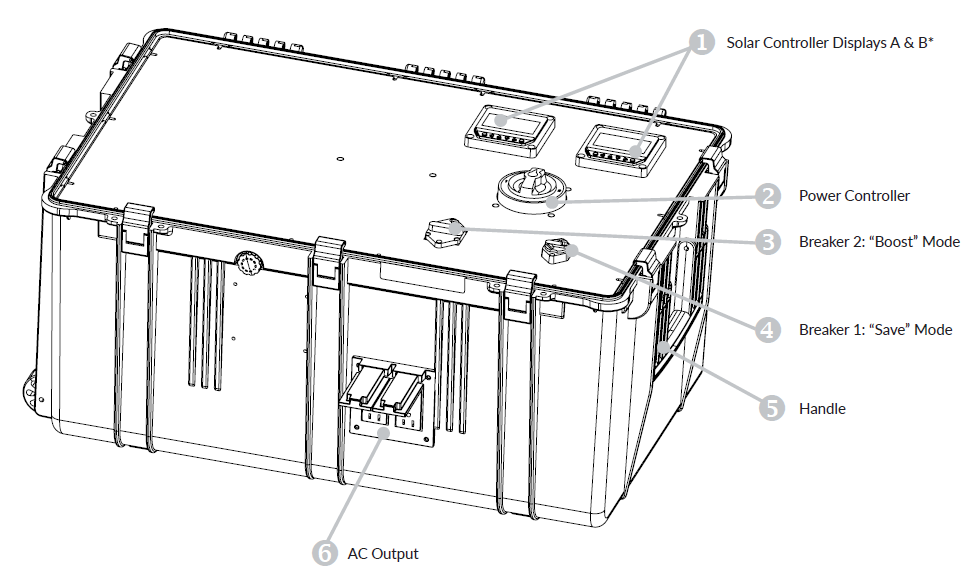 1 Solar Controller Displays A & B*
2 Power Controller
3 Breaker 2: “Boost” Mode
4 Breaker 1: “Save” Mode
5 Handle
6 AC Output